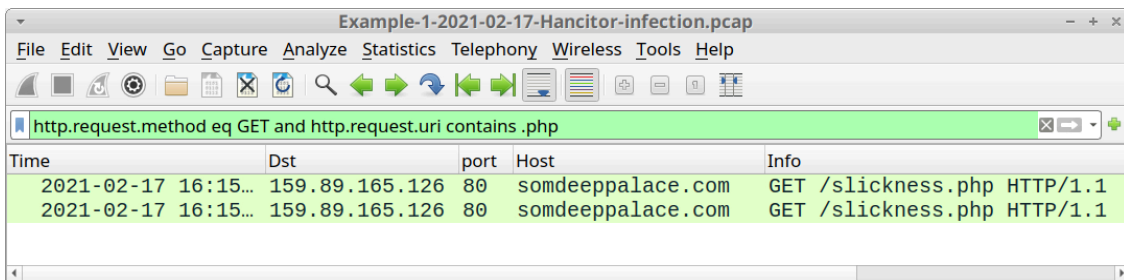 Example-1-2021-02-17-Hancitor-infection.pcap
File Edit View Go Capture Analyze Statistics Telephony Wireless Tools Help
http.request.method eq GET and http.request.uri contains .php
Time Dst port Host Info
2021-02-17 16:15… 159.89.165.126 80 somdeeppalace.com GET /slickness.php HTTP/1.1
2021-02-17 16:15… 159.89.165.126 80 somdeeppalace.com GET /slickness.php HTTP/1.1